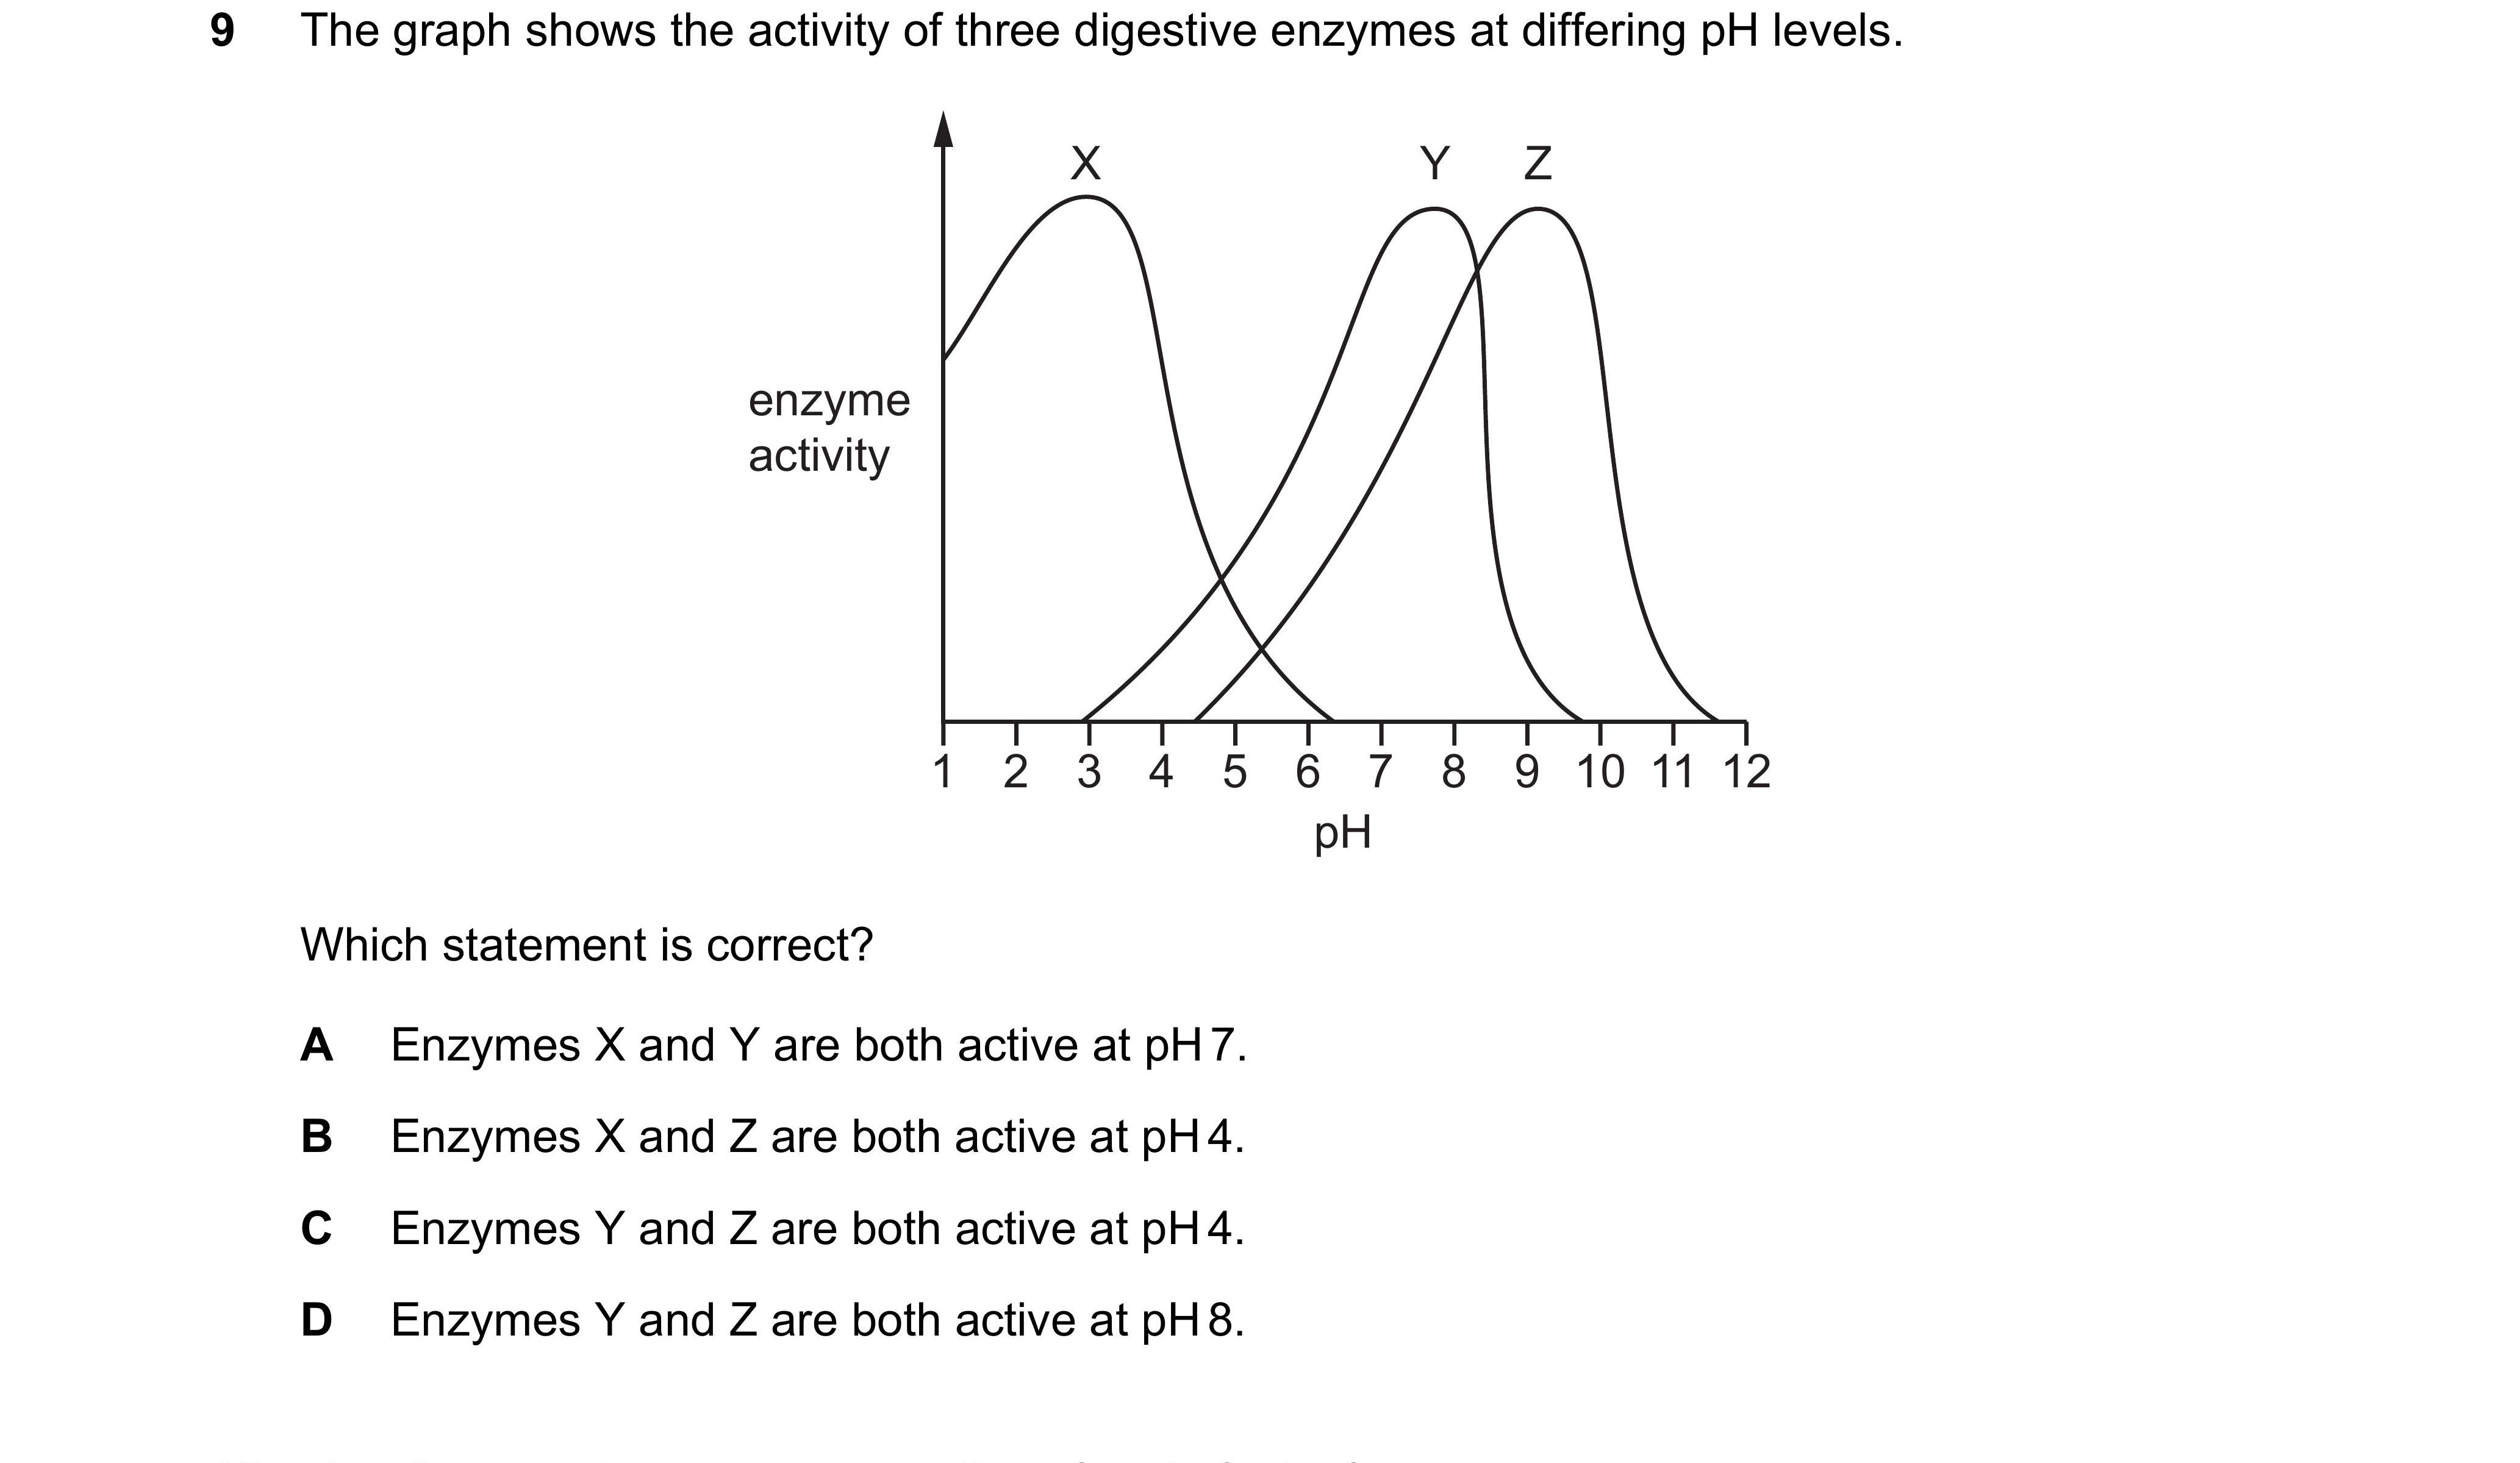 9 The graph shows the activity of three digestive enzymes at differing pH levels.
X Y Z
enzyme
activity
1 2 3 4 5 6 7 8 9 10 11 12
pH
Which statement is correct?
A Enzymes X and Y are both active at pH 7.
B Enzymes X and Z are both active at pH 4.
C Enzymes Y and Z are both active at pH 4.
D Enzymes Y and Z are both active at pH 8.